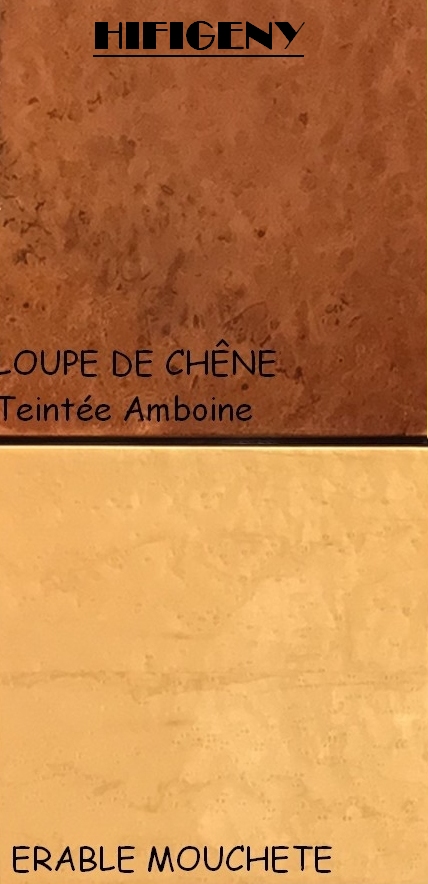 HIFIGENY
LOUPE DE CHÊNE
Teintée Amboine
ERABLE MOUCHETE